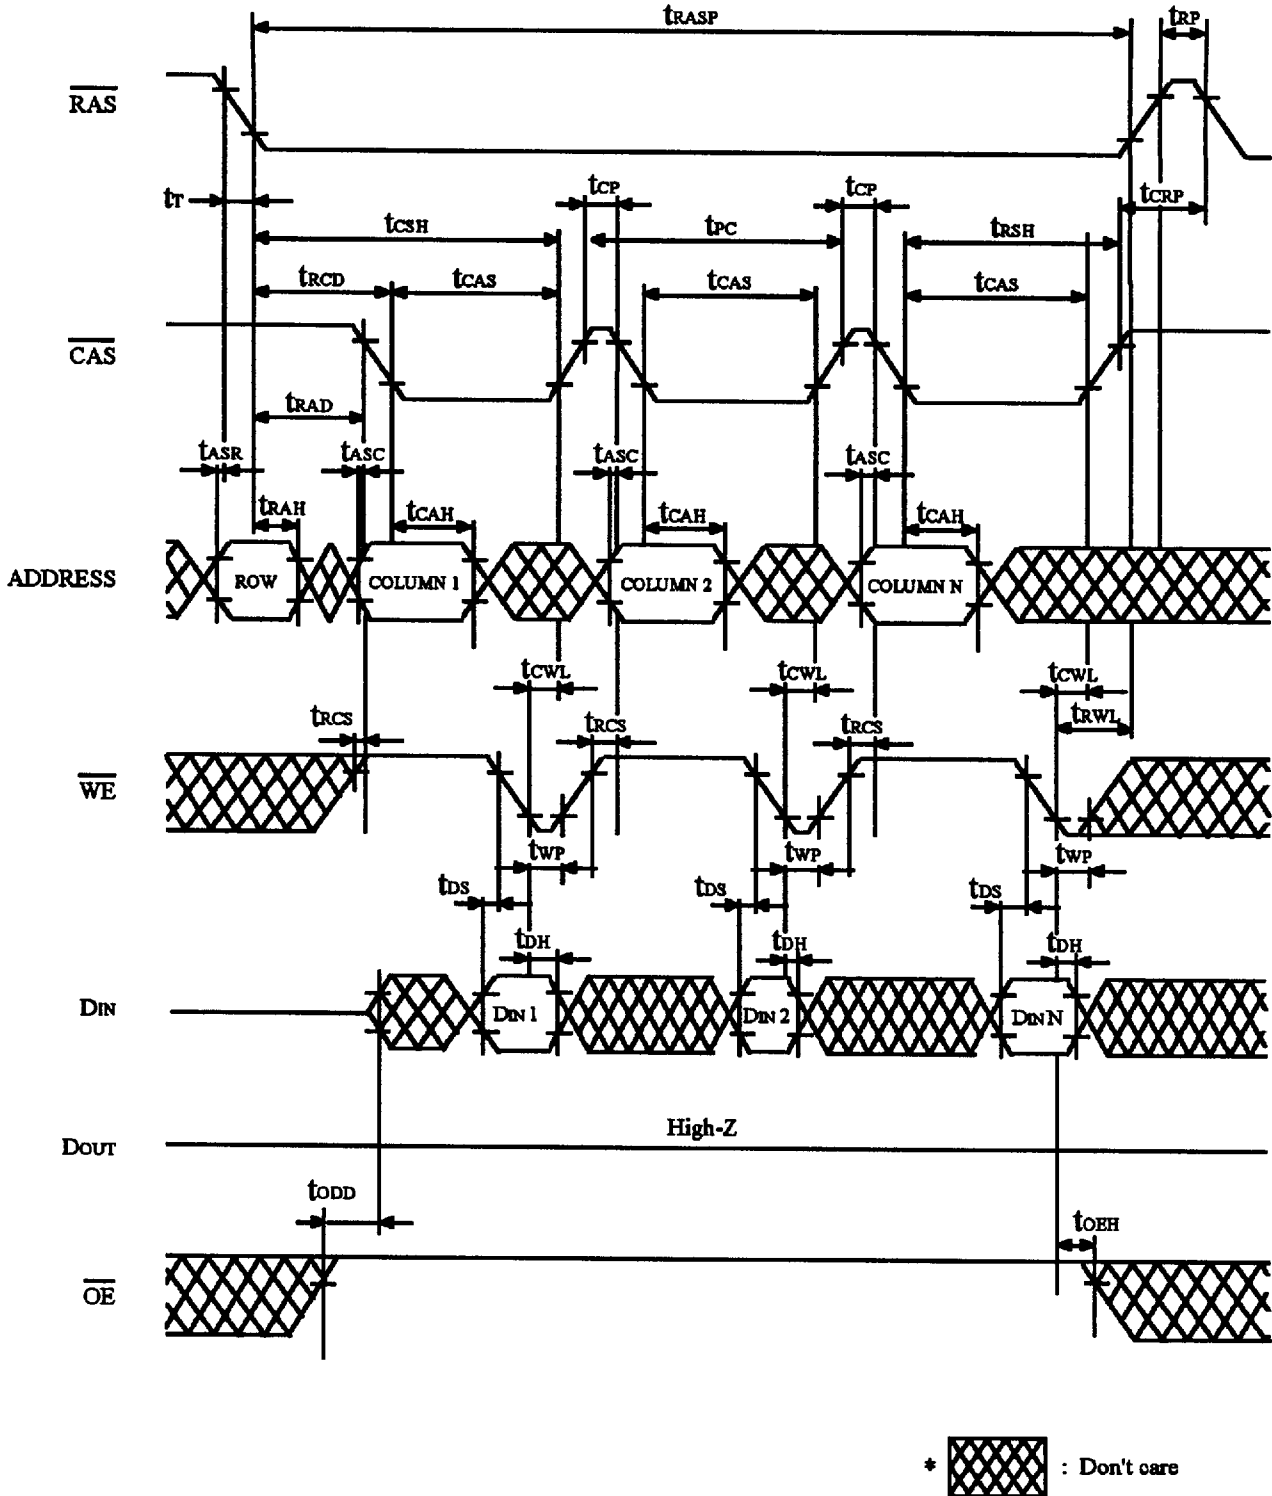 tRASP
tRP
RAS
tT
tCP
tCP
tCRP
tCSH
tPC
tRSH
tRCD
tCAS
tCAS
tCAS
CAS
tRAD
tASR
tASC
tASC
tASC
tRAH
tCAH
tCAH
tCAH
ADDRESS
ROW
COLUMN 1
COLUMN 2
COLUMN N
tCWL
tCWL
tCWL
tRCS
tRCS
tRCS
tRWL
WE
tWP
tWP
tWP
tDS
tDS
tDS
tDH
tDH
tDH
DIN
DIN 1
DIN 2
DIN N
High-Z
DOUT
tODD
tOEH
OE
* : Don't care